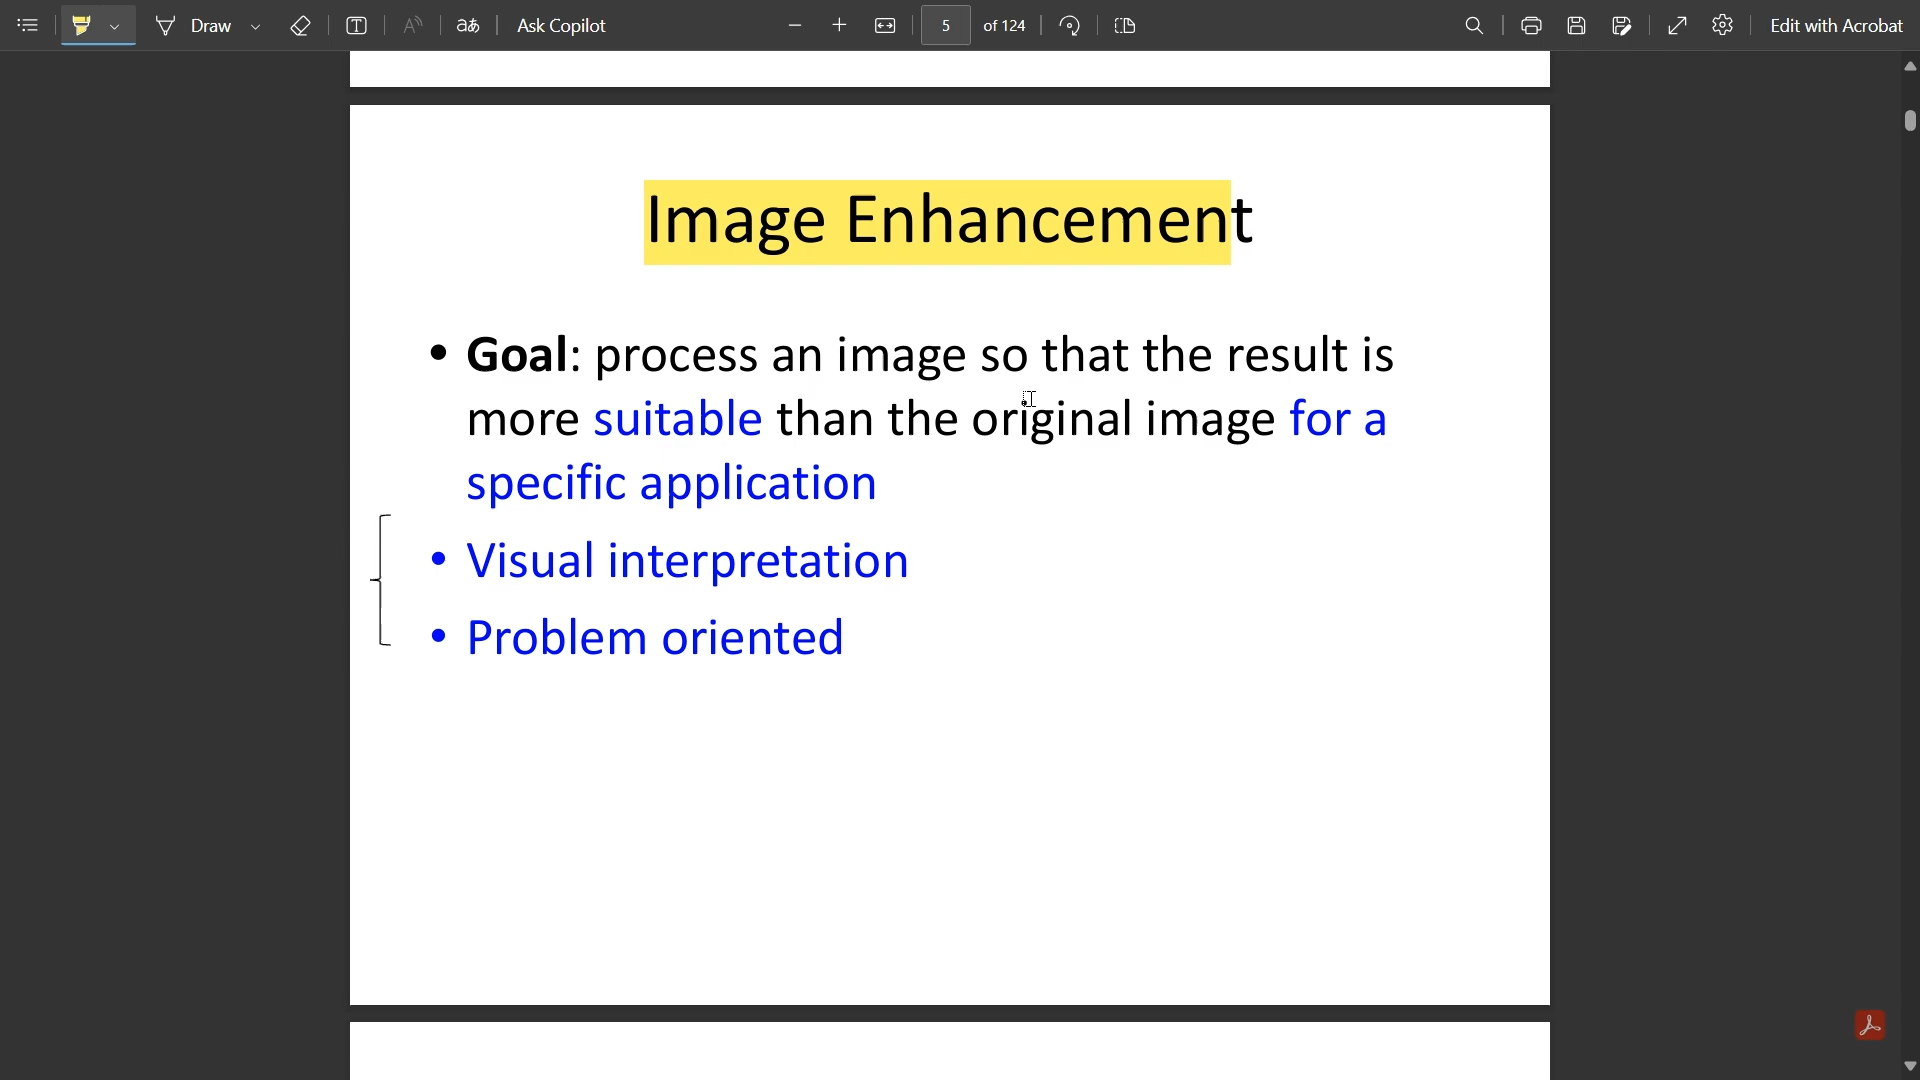 Draw
Ask Copilot
5 of 124
Edit with Acrobat
Image Enhancement
• Goal: process an image so that the result is
more suitable than the original image for a
specific application
• Visual interpretation
• Problem oriented